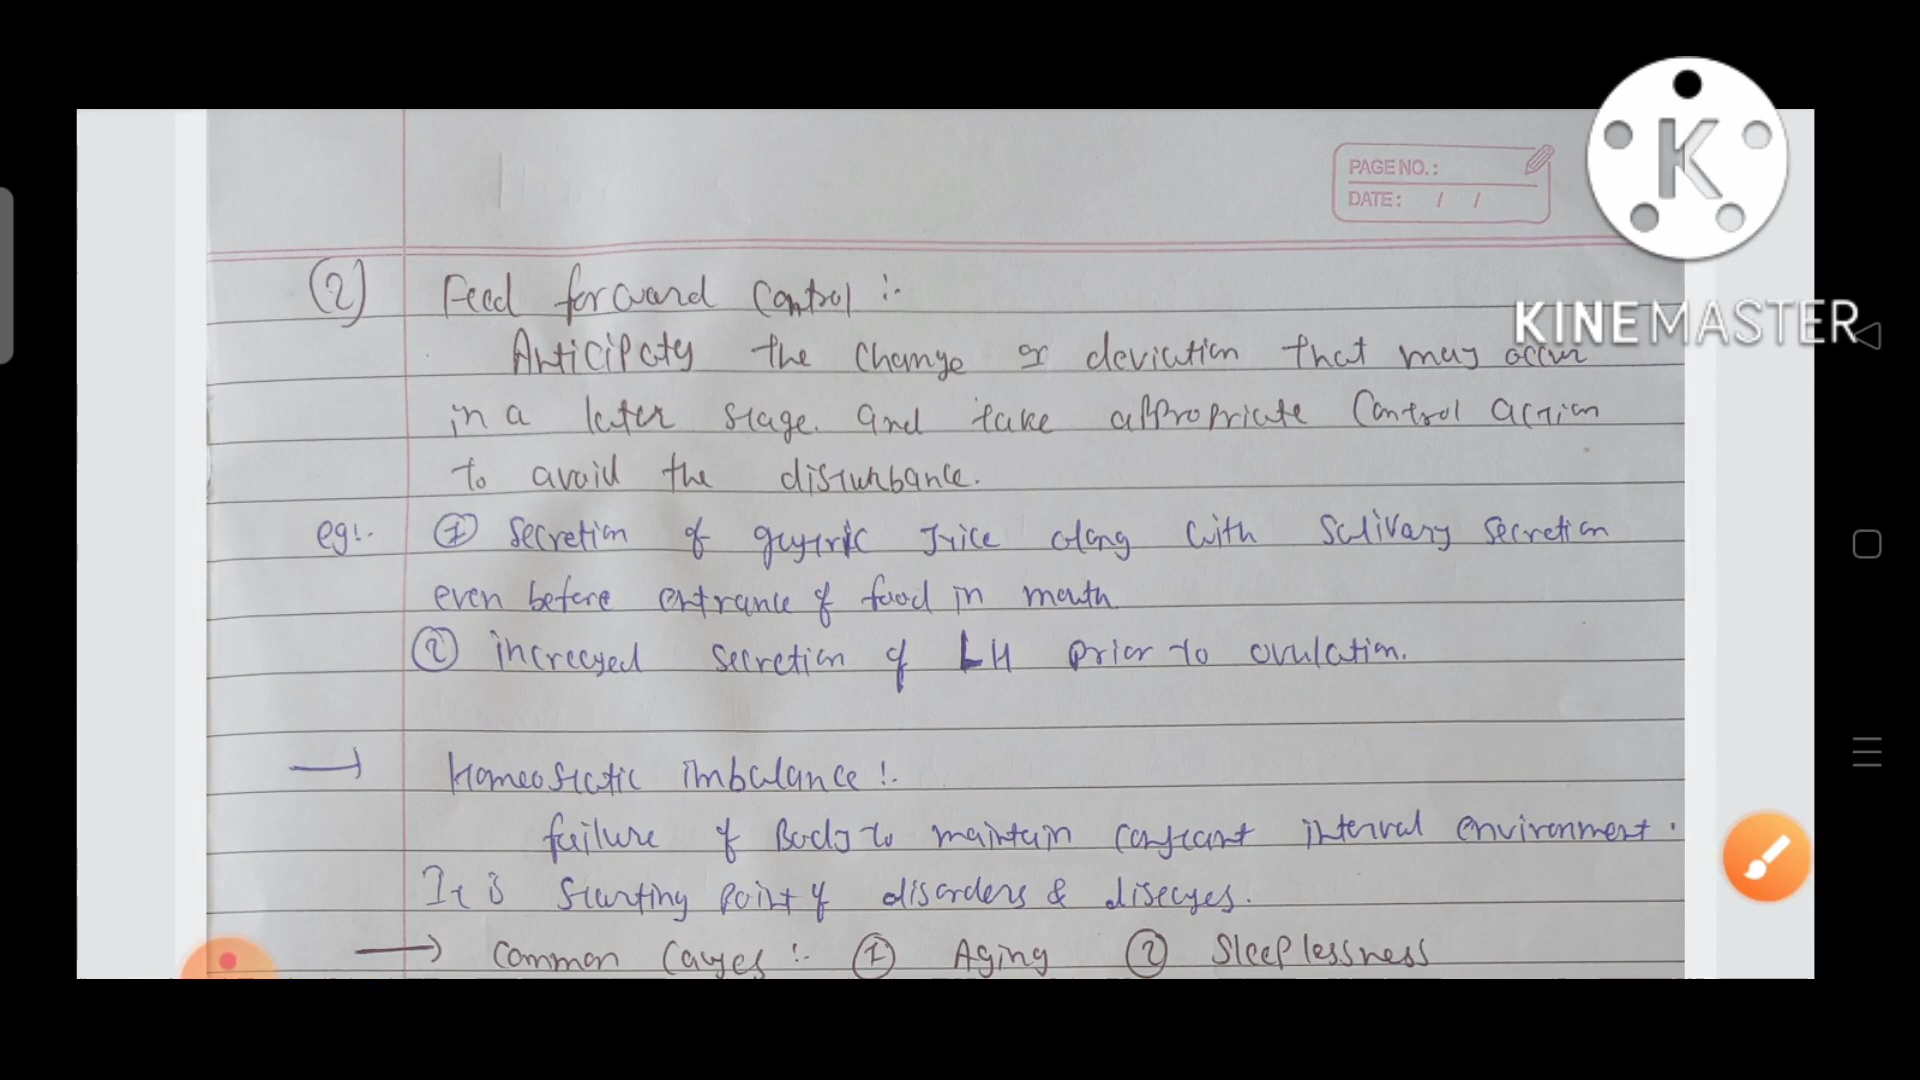 PAGE NO.:
DATE: / /
K
KINEMASTER
(2) Feed forward Control :-
Anticipaty the change or deviation that may occur
in a later stage. and take appropriate Control action
to avoid the disturbance.
eg:. ① secretion of gastric Juice along with Salivary secretion
even before entrance of food in mouth
② increased secretion of LH prior to ovulation.
→ Homeostatic imbalance :.
failure of Body to maintain constant internal environment.
It is starting point of disorders & diseases.
→ Common Causes :. ① Aging ② Sleeplessness